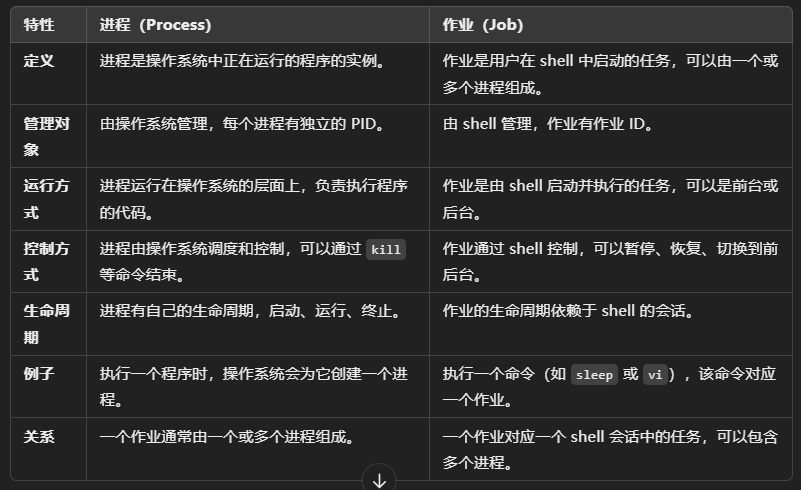 特性 进程（Process） 作业（Job）
定义 进程是操作系统中正在运行的程序的实例。 作业是用户在 shell 中启动的任务，可以由一个或
多个进程组成。
管理对 由操作系统管理，每个进程有独立的 PID。 由 shell 管理，作业有作业 ID。
象
运行方 进程运行在操作系统的层面上，负责执行程序 作业是由 shell 启动并执行的任务，可以是前台或
式 的代码。 后台。
控制方 进程由操作系统调度和控制，可以通过 kill 作业通过 shell 控制，可以暂停、恢复、切换到前
式 等命令结束。 后台。
生命周 进程有自己的生命周期，启动、运行、终止。 作业的生命周期依赖于 shell 的会话。
期
例子 执行一个程序时，操作系统会为它创建一个进 执行一个命令（如 sleep 或 vi），该命令对应
程。 一个作业。
关系 一个作业通常由一个或多个进程组成。 一个作业对应一个 shell 会话中的任务，可以包含
多个进程。